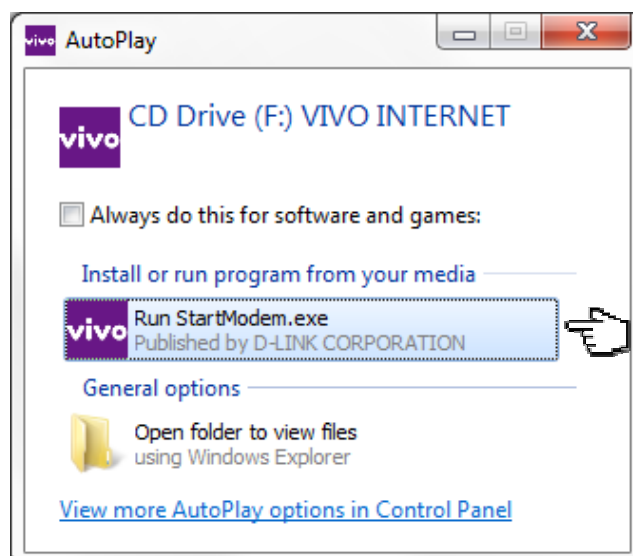 vivo AutoPlay
vivo
CD Drive (F:) VIVO INTERNET
Always do this for software and games:
Install or run program from your media
vivo
Run StartModem.exe
Published by D-LINK CORPORATION
General options
Open folder to view files
using Windows Explorer
View more AutoPlay options in Control Panel